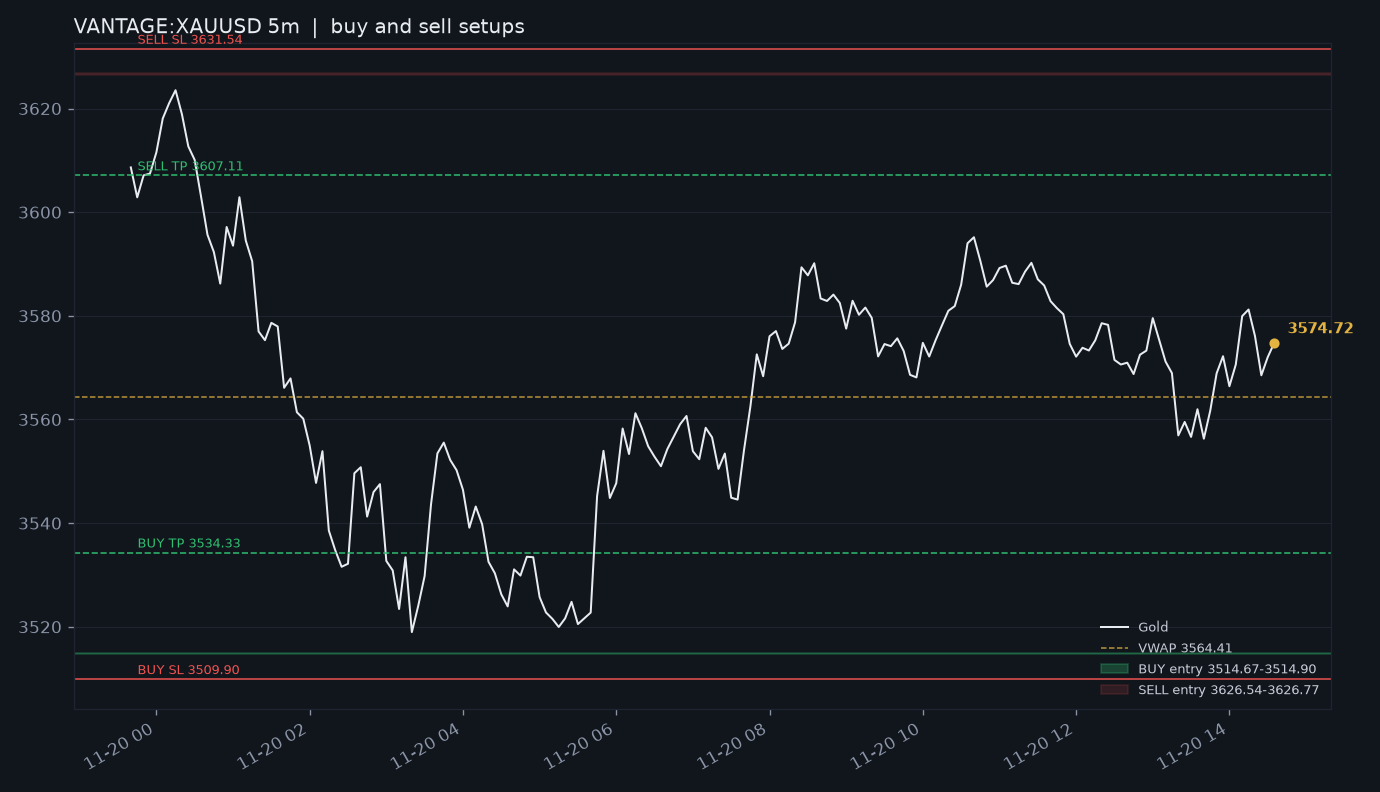 VANTAGE:XAUUSD 5m | buy and sell setups
SELL SL 3631.54
3620
SELL TP 3607.11
3600
3580
3574.72
3560
3540
BUY TP 3534.33
3520
BUY SL 3509.90
Gold
VWAP 3564.41
BUY entry 3514.67-3514.90
SELL entry 3626.54-3626.77
11-20 00
11-20 02
11-20 04
11-20 06
11-20 08
11-20 10
11-20 12
11-20 14